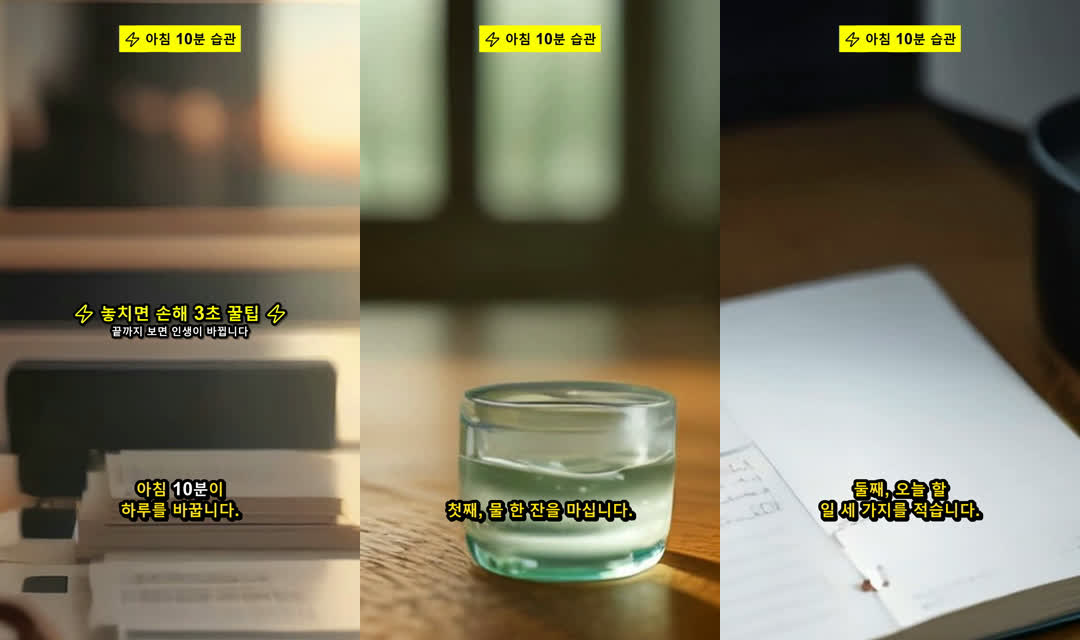 아침 10분 습관
놓치면 손해 3초 꿀팁
끝까지 보면 인생이 바뀝니다
아침 10분이
하루를 바꿉니다.
아침 10분 습관
첫째, 물 한 잔을 마십니다.
아침 10분 습관
둘째, 오늘 할
일 세 가지를 적습니다.